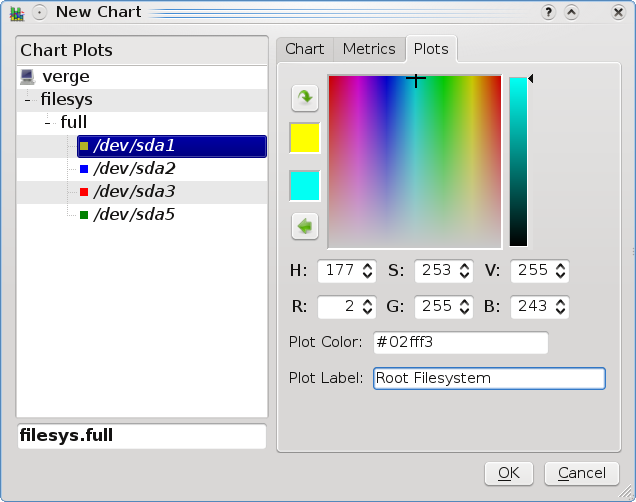 New Chart
Chart Plots
verge
filesys
full
/dev/sda1
/dev/sda2
/dev/sda3
/dev/sda5
filesys.full
Chart Metrics Plots
H: 177 S: 253 V: 255
R: 2 G: 255 B: 243
Plot Color: #02fff3
Plot Label: Root Filesystem
OK Cancel